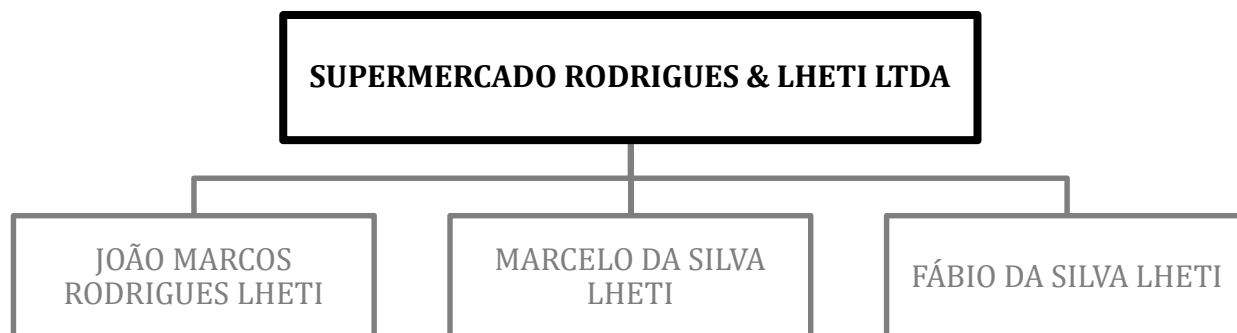 SUPERMERCADO RODRIGUES & LHETI LTDA
JOÃO MARCOS
RODRIGUES LHETI
MARCELO DA SILVA
LHETI
FÁBIO DA SILVA LHETI